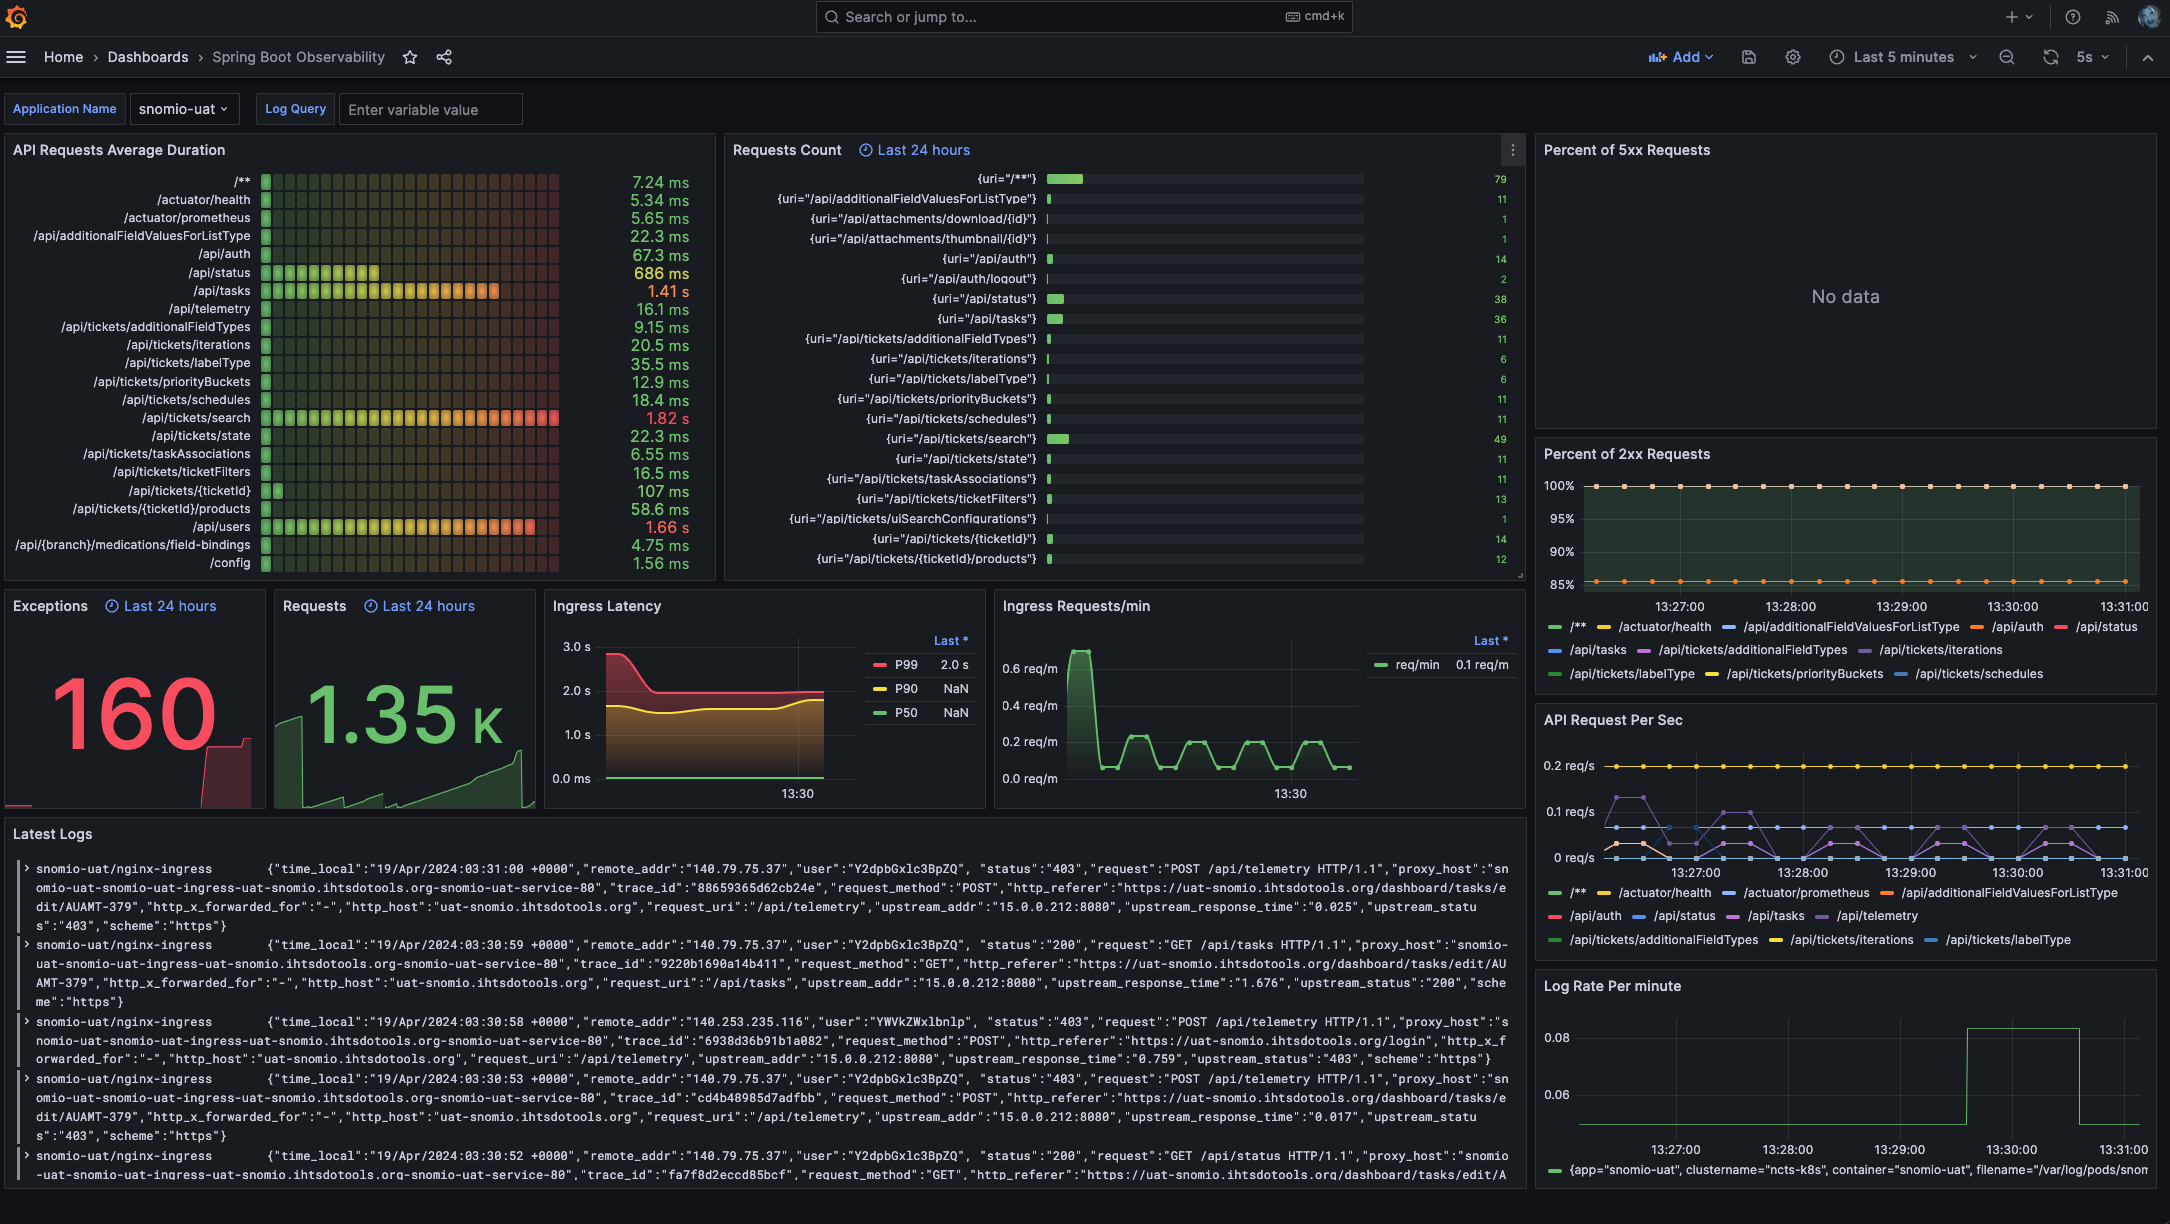 Search or jump to...
cmd+k
Home › Dashboards › Spring Boot Observability
Add
Last 5 minutes
5s
Application Name
snomio-uat
Log Query
Enter variable value
API Requests Average Duration
/** 7.24 ms
/actuator/health 5.34 ms
/actuator/prometheus 5.65 ms
/api/additionalFieldValuesForListType 22.3 ms
/api/auth 67.3 ms
/api/status 686 ms
/api/tasks 1.41 s
/api/telemetry 16.1 ms
/api/tickets/additionalFieldTypes 9.15 ms
/api/tickets/iterations 20.5 ms
/api/tickets/labelType 35.5 ms
/api/tickets/priorityBuckets 12.9 ms
/api/tickets/schedules 18.4 ms
/api/tickets/search 1.82 s
/api/tickets/state 22.3 ms
/api/tickets/taskAssociations 6.55 ms
/api/tickets/ticketFilters 16.5 ms
/api/tickets/{ticketId} 107 ms
/api/tickets/{ticketId}/products 58.6 ms
/api/users 1.66 s
/api/{branch}/medications/field-bindings 4.75 ms
/config 1.56 ms
Requests Count Last 24 hours
{uri="/**"} 79
{uri="/api/additionalFieldValuesForListType"} 11
{uri="/api/attachments/download/{id}"} 1
{uri="/api/attachments/thumbnail/{id}"} 1
{uri="/api/auth"} 14
{uri="/api/auth/logout"} 2
{uri="/api/status"} 38
{uri="/api/tasks"} 36
{uri="/api/tickets/additionalFieldTypes"} 11
{uri="/api/tickets/iterations"} 6
{uri="/api/tickets/labelType"} 6
{uri="/api/tickets/priorityBuckets"} 11
{uri="/api/tickets/schedules"} 11
{uri="/api/tickets/search"} 49
{uri="/api/tickets/state"} 11
{uri="/api/tickets/taskAssociations"} 11
{uri="/api/tickets/ticketFilters"} 13
{uri="/api/tickets/uiSearchConfigurations"} 1
{uri="/api/tickets/{ticketId}"} 14
{uri="/api/tickets/{ticketId}/products"} 12
Percent of 5xx Requests
No data
Percent of 2xx Requests
100%
95%
90%
85%
13:27:00 13:28:00 13:29:00 13:30:00 13:31:00
/** /actuator/health /api/additionalFieldValuesForListType /api/auth /api/status
/api/tasks /api/tickets/additionalFieldTypes /api/tickets/iterations
/api/tickets/labelType /api/tickets/priorityBuckets /api/tickets/schedules
Exceptions Last 24 hours
160
Requests Last 24 hours
1.35 K
Ingress Latency
3.0 s
2.0 s
1.0 s
0.0 ms
13:30
Last *
P99 2.0 s
P90 NaN
P50 NaN
Ingress Requests/min
0.6 req/m
0.4 req/m
0.2 req/m
0.0 req/m
13:30
Last *
req/min 0.1 req/m
API Request Per Sec
0.2 req/s
0.1 req/s
0 req/s
13:27:00 13:28:00 13:29:00 13:30:00 13:31:00
/** /actuator/health /actuator/prometheus /api/additionalFieldValuesForListType
/api/auth /api/status /api/tasks /api/telemetry
/api/tickets/additionalFieldTypes /api/tickets/iterations /api/tickets/labelType
Latest Logs
snomio-uat/nginx-ingress {"time_local":"19/Apr/2024:03:31:00 +0000","remote_addr":"140.79.75.37","user":"Y2dpbGxlc3BpZQ", "status":"403","request":"POST /api/telemetry HTTP/1.1","proxy_host":"sn
omio-uat-snomio-uat-ingress-uat-snomio.ihtsdotools.org-snomio-uat-service-80","trace_id":"88659365d62cb24e","request_method":"POST","http_referer":"https://uat-snomio.ihtsdotools.org/dashboard/tasks/e
dit/AUAMT-379","http_x_forwarded_for":"-","http_host":"uat-snomio.ihtsdotools.org","request_uri":"/api/telemetry","upstream_addr":"15.0.0.212:8080","upstream_response_time":"0.025","upstream_statu
s":"403","scheme":"https"}
snomio-uat/nginx-ingress {"time_local":"19/Apr/2024:03:30:59 +0000","remote_addr":"140.79.75.37","user":"Y2dpbGxlc3BpZQ", "status":"200","request":"GET /api/tasks HTTP/1.1","proxy_host":"snomio-
uat-snomio-uat-ingress-uat-snomio.ihtsdotools.org-snomio-uat-service-80","trace_id":"9220b1690a14b411","request_method":"GET","http_referer":"https://uat-snomio.ihtsdotools.org/dashboard/tasks/edit/AU
AMT-379","http_x_forwarded_for":"-","http_host":"uat-snomio.ihtsdotools.org","request_uri":"/api/tasks","upstream_addr":"15.0.0.212:8080","upstream_response_time":"1.676","upstream_status":"200","sche
me":"https"}
snomio-uat/nginx-ingress {"time_local":"19/Apr/2024:03:30:58 +0000","remote_addr":"140.253.235.116","user":"YWVkZWxlbnlp", "status":"403","request":"POST /api/telemetry HTTP/1.1","proxy_host":"s
nomio-uat-snomio-uat-ingress-uat-snomio.ihtsdotools.org-snomio-uat-service-80","trace_id":"6938d36b91b1a082","request_method":"POST","http_referer":"https://uat-snomio.ihtsdotools.org/login","http_x_f
orwarded_for":"-","http_host":"uat-snomio.ihtsdotools.org","request_uri":"/api/telemetry","upstream_addr":"15.0.0.212:8080","upstream_response_time":"0.759","upstream_status":"403","scheme":"https"}
snomio-uat/nginx-ingress {"time_local":"19/Apr/2024:03:30:53 +0000","remote_addr":"140.79.75.37","user":"Y2dpbGxlc3BpZQ", "status":"403","request":"POST /api/telemetry HTTP/1.1","proxy_host":"sn
omio-uat-snomio-uat-ingress-uat-snomio.ihtsdotools.org-snomio-uat-service-80","trace_id":"cd4b48985d7adfbb","request_method":"POST","http_referer":"https://uat-snomio.ihtsdotools.org/dashboard/tasks/e
dit/AUAMT-379","http_x_forwarded_for":"-","http_host":"uat-snomio.ihtsdotools.org","request_uri":"/api/telemetry","upstream_addr":"15.0.0.212:8080","upstream_response_time":"0.017","upstream_statu
s":"403","scheme":"https"}
snomio-uat/nginx-ingress {"time_local":"19/Apr/2024:03:30:52 +0000","remote_addr":"140.79.75.37","user":"Y2dpbGxlc3BpZQ", "status":"200","request":"GET /api/status HTTP/1.1","proxy_host":"snomio
-uat-snomio-uat-ingress-uat-snomio.ihtsdotools.org-snomio-uat-service-80","trace_id":"fa7f8d2eccd85bcf","request_method":"GET","http_referer":"https://uat-snomio.ihtsdotools.org/dashboard/tasks/edit/A
Log Rate Per minute
0.08
0.06
13:27:00 13:28:00 13:29:00 13:30:00 13:31:00
{app="snomio-uat", clustername="ncts-k8s", container="snomio-uat", filename="/var/log/pods/snom